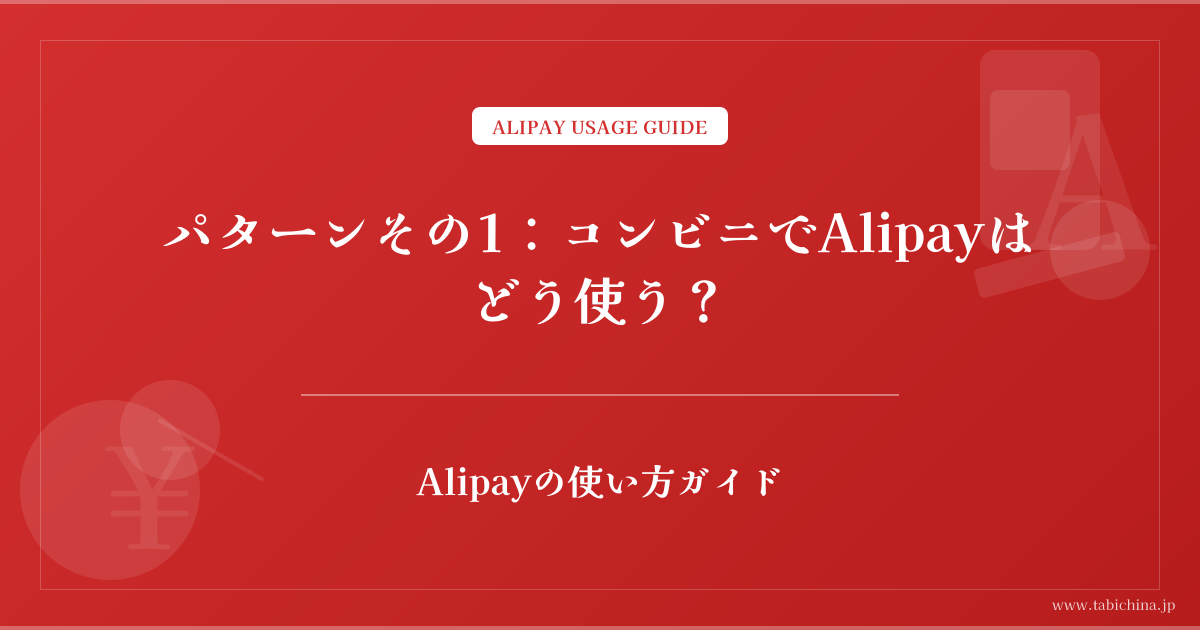 ALIPAY USAGE GUIDE
パターンその1：コンビニでAlipayは
どう使う？
Alipayの使い方ガイド
A
¥
www.tabichina.jp